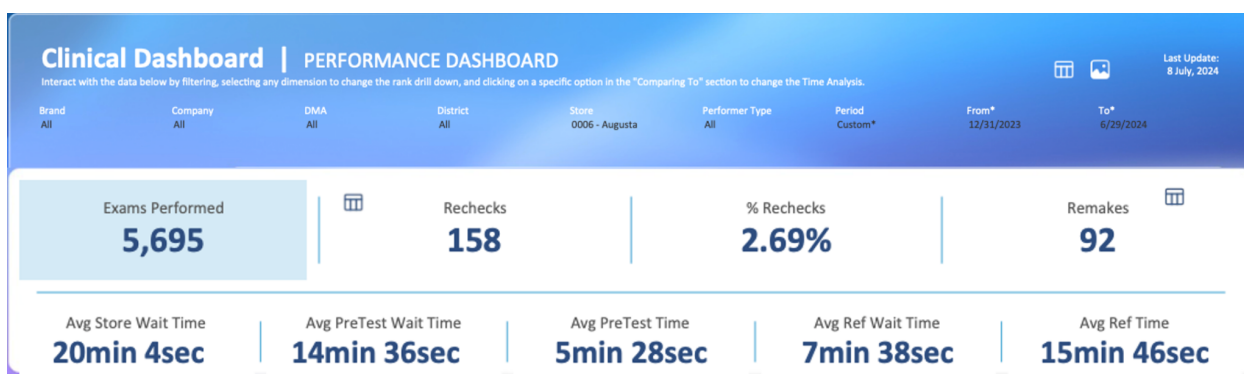 Clinical Dashboard | PERFORMANCE DASHBOARD
Interact with the data below by filtering, selecting any dimension to change the rank drill down, and clicking on a specific option in the "Comparing To" section to change the Time Analysis.
Last Update:
8 July, 2024
Brand Company DMA District Store Performer Type Period From* To*
All All All All 0006 - Augusta All Custom* 12/31/2023 6/29/2024
Exams Performed Rechecks % Rechecks Remakes
5,695 158 2.69% 92
Avg Store Wait Time Avg PreTest Wait Time Avg PreTest Time Avg Ref Wait Time Avg Ref Time
20min 4sec 14min 36sec 5min 28sec 7min 38sec 15min 46sec